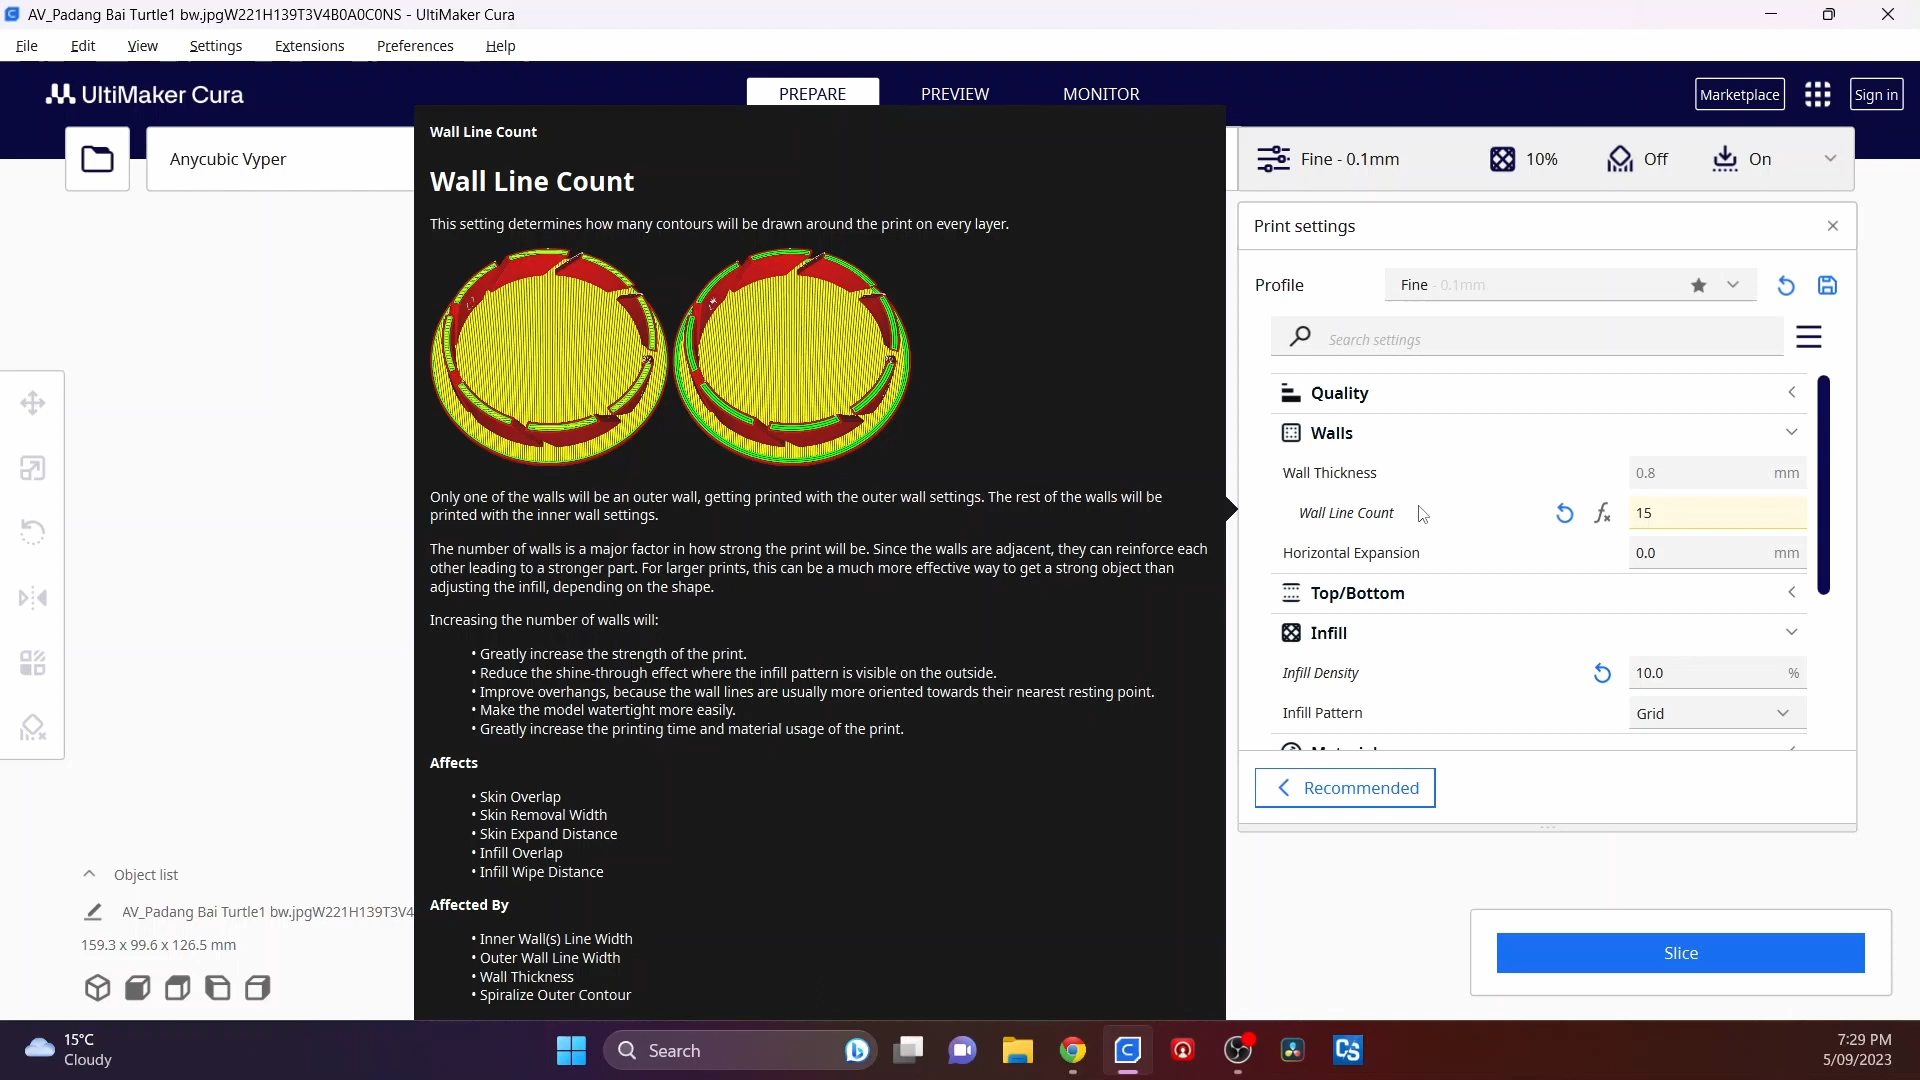 AV_Padang Bai Turtle1 bw.jpgW221H139T3V4B0A0C0NS - UltiMaker Cura
File Edit View Settings Extensions Preferences Help
UltiMaker Cura
PREPARE PREVIEW MONITOR
Marketplace
Sign in
Anycubic Vyper
Fine - 0.1mm 10% Off On
Wall Line Count
Wall Line Count
This setting determines how many contours will be drawn around the print on every layer.
Only one of the walls will be an outer wall, getting printed with the outer wall settings. The rest of the walls will be
printed with the inner wall settings.
The number of walls is a major factor in how strong the print will be. Since the walls are adjacent, they can reinforce each
other leading to a stronger part. For larger prints, this can be a much more effective way to get a strong object than
adjusting the infill, depending on the shape.
Increasing the number of walls will:
• Greatly increase the strength of the print.
• Reduce the shine-through effect where the infill pattern is visible on the outside.
• Improve overhangs, because the wall lines are usually more oriented towards their nearest resting point.
• Make the model watertight more easily.
• Greatly increase the printing time and material usage of the print.
Affects
• Skin Overlap
• Skin Removal Width
• Skin Expand Distance
• Infill Overlap
• Infill Wipe Distance
Affected By
• Inner Wall(s) Line Width
• Outer Wall Line Width
• Wall Thickness
• Spiralize Outer Contour
Print settings
Profile Fine - 0.1mm
Search settings
Quality
Walls
Wall Thickness 0.8 mm
Wall Line Count 15
Horizontal Expansion 0.0 mm
Top/Bottom
Infill
Infill Density 10.0 %
Infill Pattern Grid
Recommended
Object list
AV_Padang Bai Turtle1 bw.jpgW221H139T3V4
159.3 x 99.6 x 126.5 mm
Slice
15°C
Cloudy
Search
7:29 PM
5/09/2023